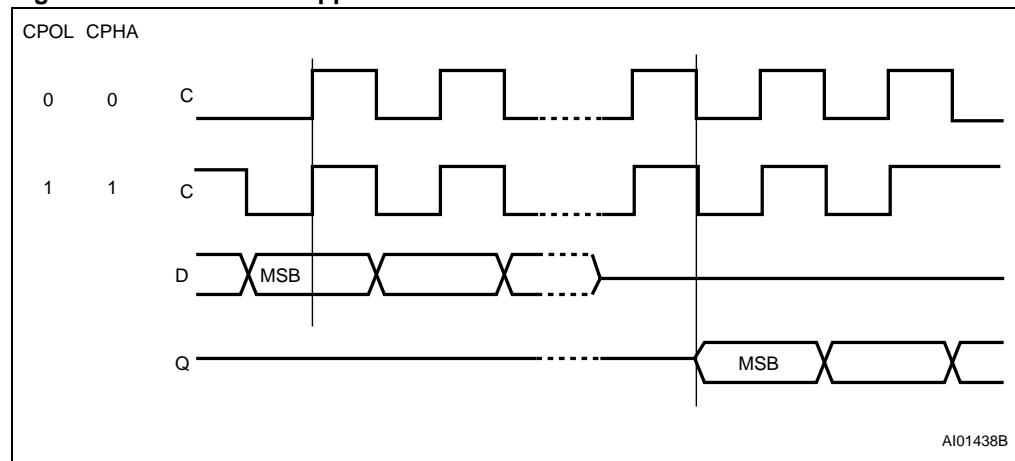 CPOL CPHA
0 0 C
1 1 C
D MSB
Q MSB
AI01438B